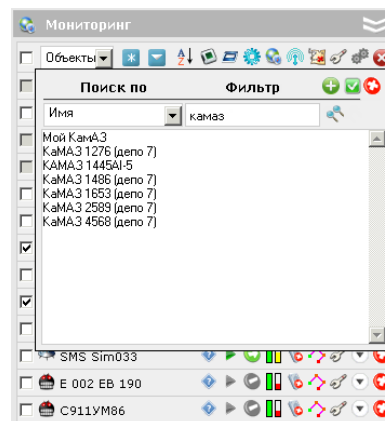 Мониторинг
Объекты
Поиск по Фильтр
Имя камаз
Мой КамАЗ
КаМАЗ 1276 (депо 7)
КАМАЗ 1445AI-5
КаМАЗ 1486 (депо 7)
КаМАЗ 1653 (депо 7)
КаМАЗ 2589 (депо 7)
КаМАЗ 4568 (депо 7)
SMS Sim033
Е 002 ЕВ 190
С911УМ86